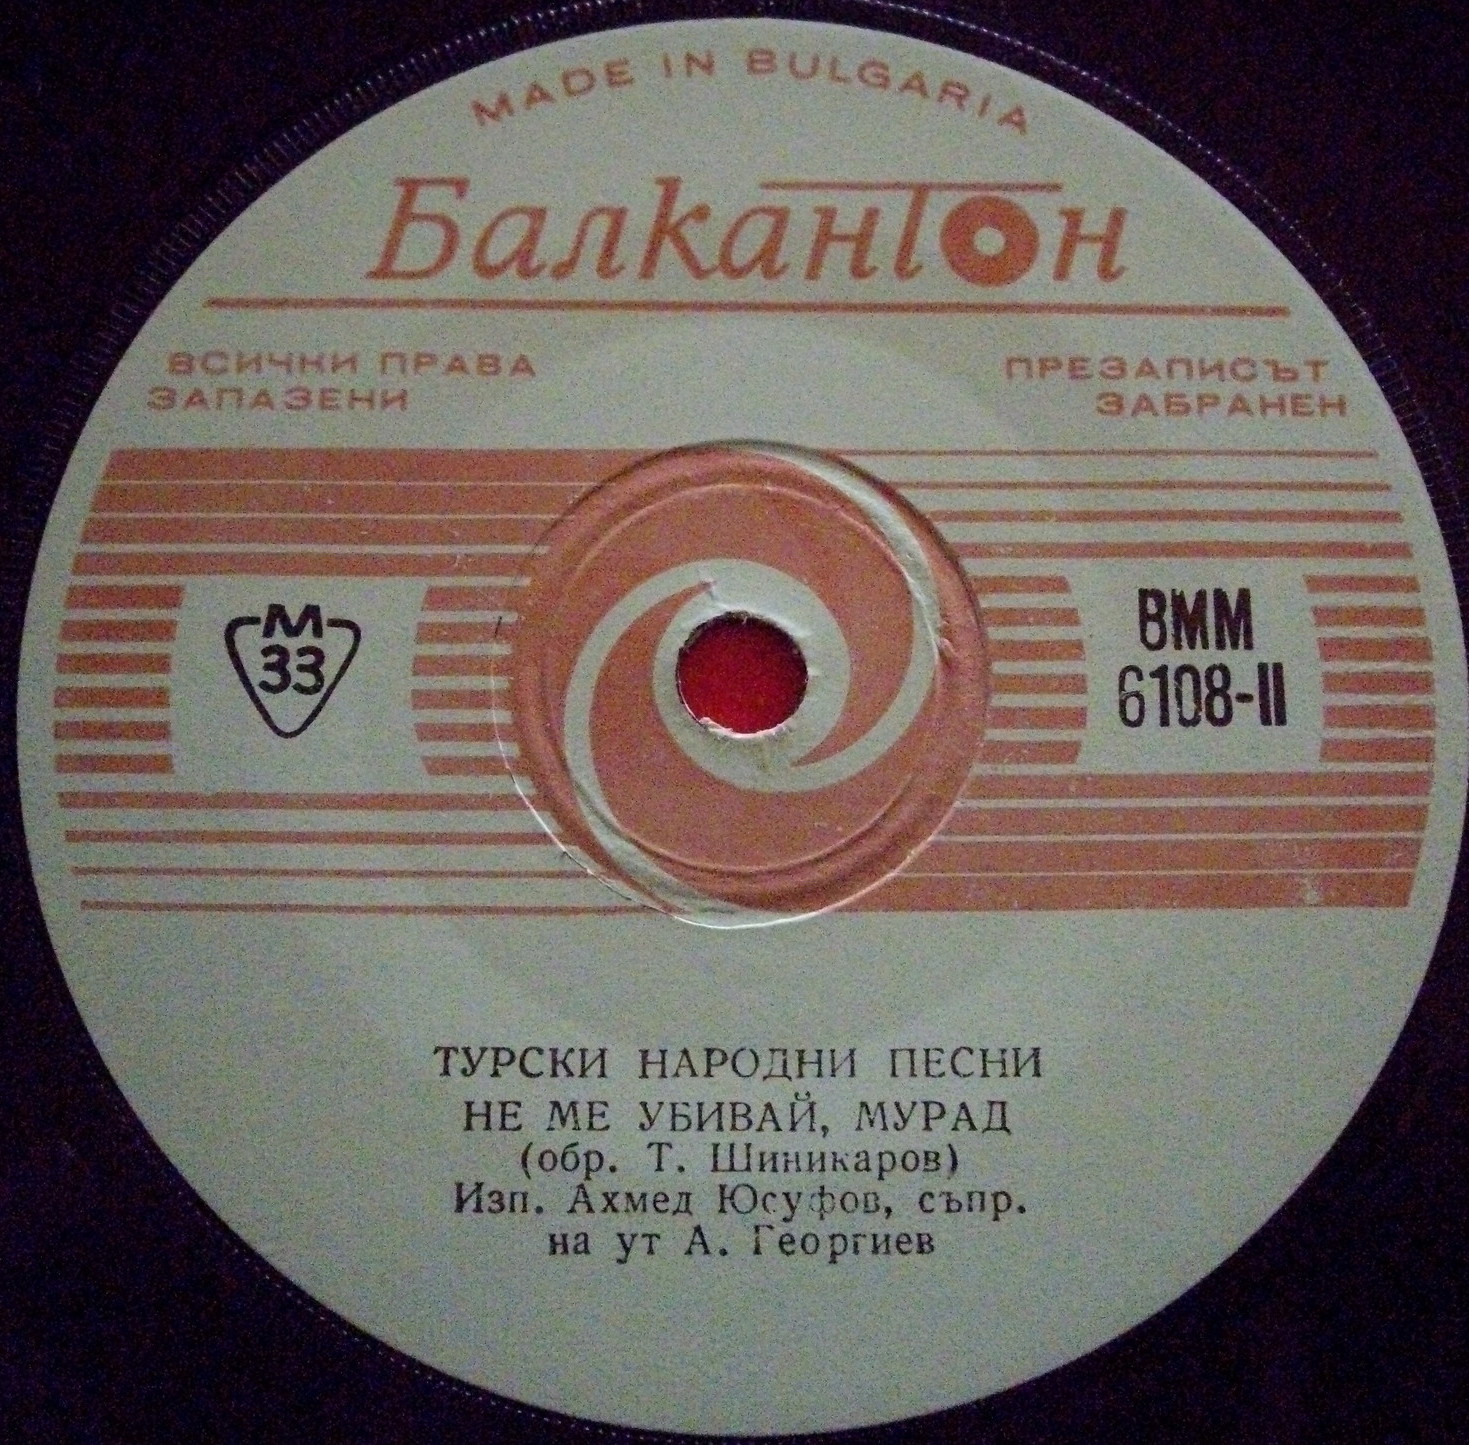 MADE IN BULGARIA
Балкантон
ВСИЧКИ ПРАВА
ЗАПАЗЕНИ
ПРЕЗАПИСЪТ
ЗАБРАНЕН
М
33
ВММ
6108-II
ТУРСКИ НАРОДНИ ПЕСНИ
НЕ МЕ УБИВАЙ, МУРАД
(обр. Т. Шиникаров)
Изп. Ахмед Юсуфов, съпр.
на ут А. Георгиев